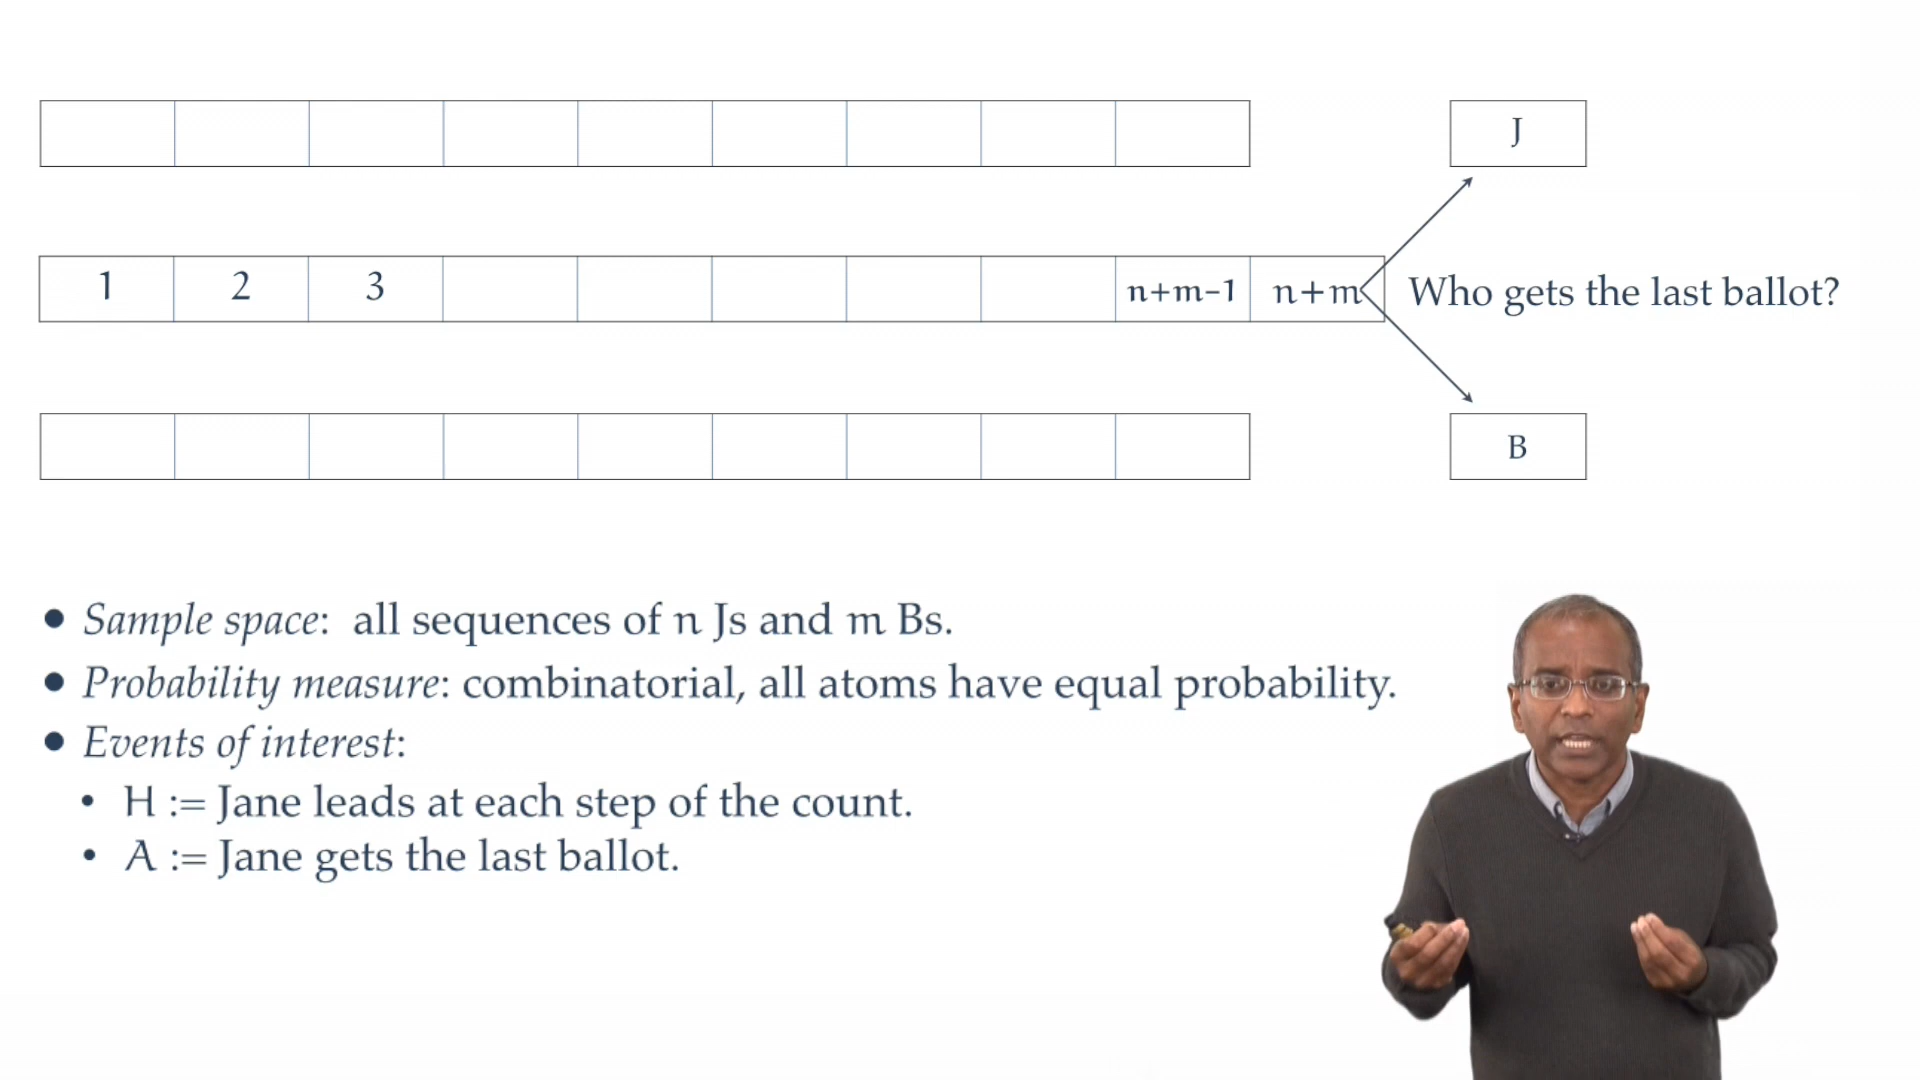 J
1 2 3 n+m−1 n+m Who gets the last ballot?
B
• Sample space: all sequences of n Js and m Bs.
• Probability measure: combinatorial, all atoms have equal probability.
• Events of interest:
• H := Jane leads at each step of the count.
• A := Jane gets the last ballot.